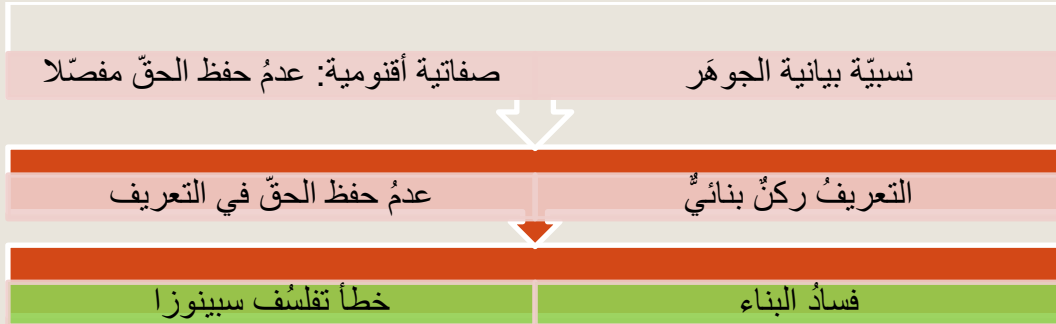 نسبيّة بيانية الجوهَر
صفاتية أقنومية: عدمُ حفظ الحقّ مفصّلا
التعريفُ ركنٌ بنائيٌّ
عدمُ حفظ الحقّ في التعريف
فسادُ البناء
خطأ تفلسُف سبينوزا